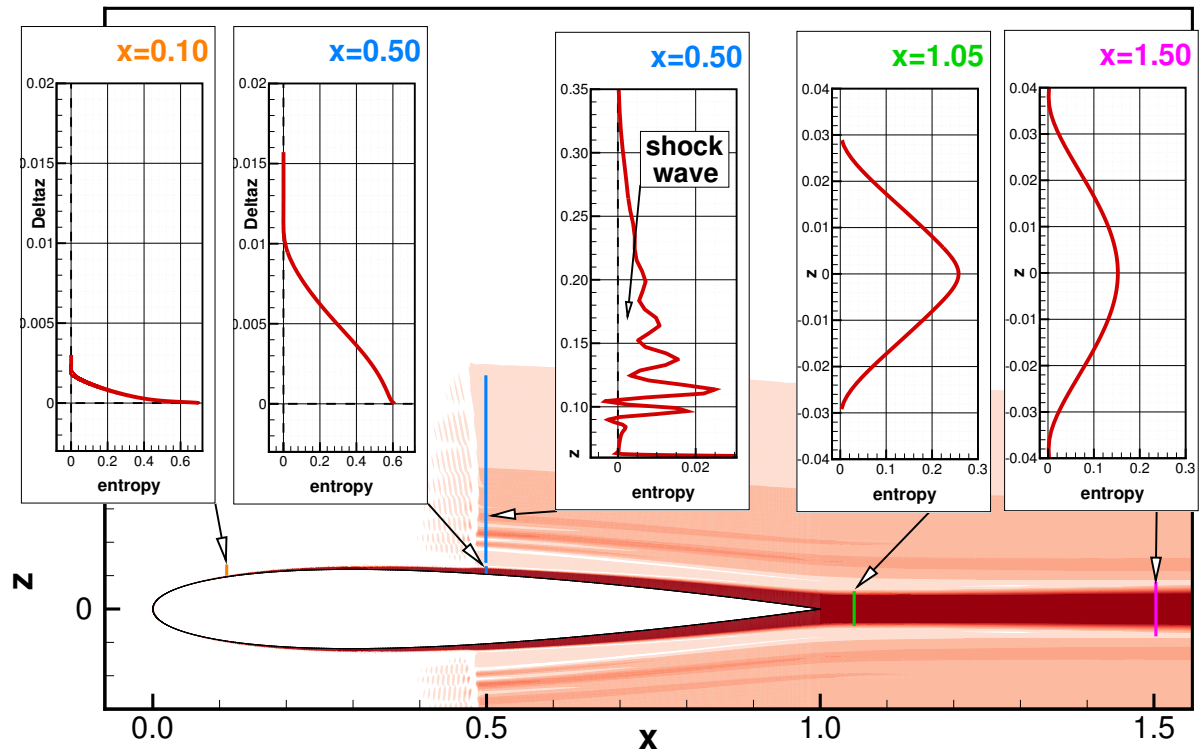 x=0.10
0.02
0.015
0.01
0.005
0
Deltaz
0 0.2 0.4 0.6
entropy
x=0.50
0.02
0.015
0.01
0.005
0
Deltaz
0 0.2 0.4 0.6
entropy
x=0.50
0.35
0.30
0.25
0.20
0.15
0.10
z
shock
wave
0 0.02
entropy
x=1.05
0.04
0.03
0.02
0.01
0
-0.01
-0.02
-0.03
-0.04
z
0 0.1 0.2 0.3
entropy
x=1.50
0.04
0.03
0.02
0.01
0
-0.01
-0.02
-0.03
-0.04
z
0 0.1 0.2 0.3
entropy
z
0
0.0 0.5 1.0 1.5
x